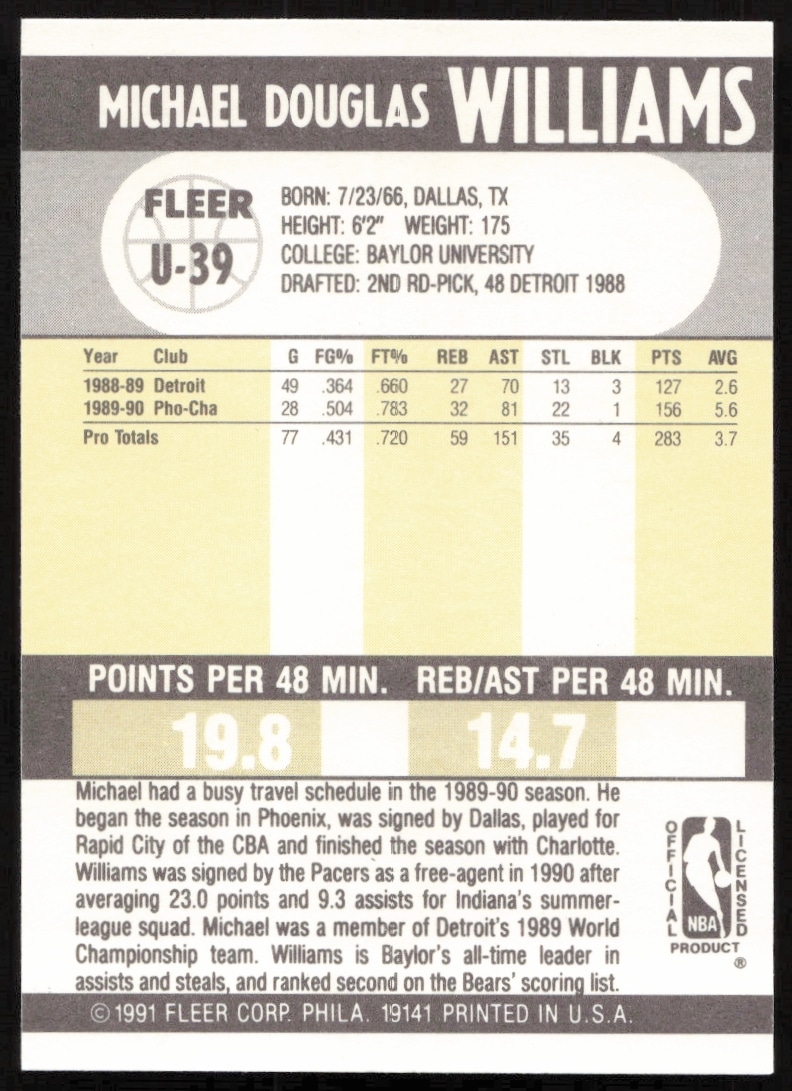 MICHAEL DOUGLAS WILLIAMS
FLEER
U-39
BORN: 7/23/66, DALLAS, TX
HEIGHT: 6'2" WEIGHT: 175
COLLEGE: BAYLOR UNIVERSITY
DRAFTED: 2ND RD-PICK, 48 DETROIT 1988
Year Club G FG% FT% REB AST STL BLK PTS AVG
1988-89 Detroit 49 .364 .660 27 70 13 3 127 2.6
1989-90 Pho-Cha 28 .504 .783 32 81 22 1 156 5.6
Pro Totals 77 .431 .720 59 151 35 4 283 3.7
POINTS PER 48 MIN. REB/AST PER 48 MIN.
19.8 14.7
Michael had a busy travel schedule in the 1989-90 season. He
began the season in Phoenix, was signed by Dallas, played for
Rapid City of the CBA and finished the season with Charlotte.
Williams was signed by the Pacers as a free-agent in 1990 after
averaging 23.0 points and 9.3 assists for Indiana's summer-
league squad. Michael was a member of Detroit's 1989 World
Championship team. Williams is Baylor's all-time leader in
assists and steals, and ranked second on the Bears' scoring list.
OFFICIAL LICENSED
NBA
PRODUCT
®
© 1991 FLEER CORP. PHILA. 19141 PRINTED IN U.S.A.